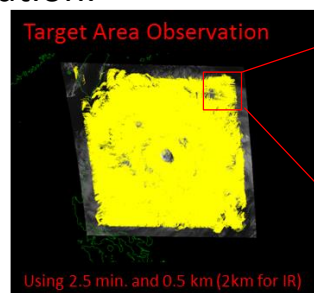 Target Area Observation
Using 2.5 min. and 0.5 km (2km for IR)